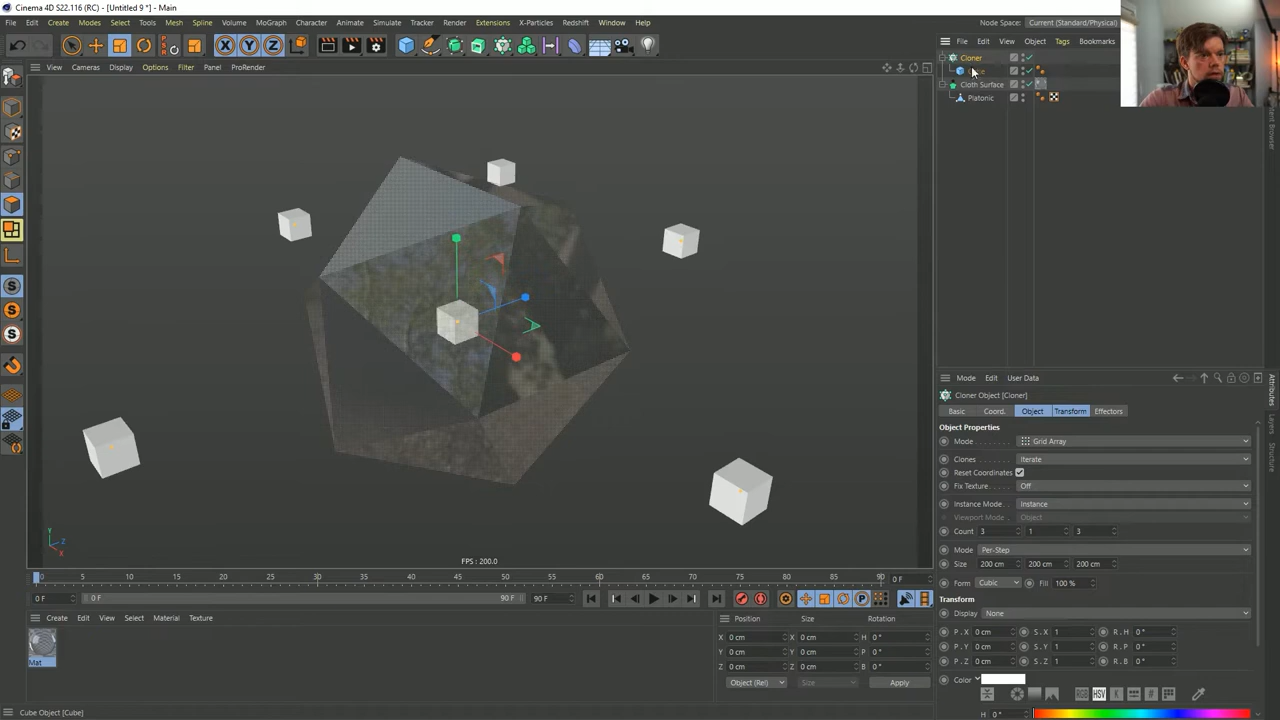 Cinema 4D S22.116 (RC) - [Untitled 9 *] - Main
File Edit Create Modes Select Tools Mesh Spline Volume MoGraph Character Animate Simulate Tracker Render Extensions X-Particles Redshift Window Help
Node Space: Current (Standard/Physical)
View Cameras Display Options Filter Panel ProRender
File Edit View Object Tags Bookmarks
Cloner
Cloth Surface
Platonic
Mode Edit User Data
Cloner Object [Cloner]
Basic Coord. Object Transform Effectors
Object Properties
Mode Grid Array
Clones Iterate
Reset Coordinates
Fix Texture Off
Instance Mode Instance
Viewport Mode Object
Count 3 1 3
Mode Per-Step
Size 200 cm 200 cm 200 cm
Form Cubic Fill 100 %
Transform
Display None
P . X 0 cm S . X 1 R . H 0 °
P . Y 0 cm S . Y 1 R . P 0 °
P . Z 0 cm S . Z 1 R . B 0 °
Color
RGB HSV K #
H 0 °
Attributes
Layers
Structure
Y
Z
X
FPS : 200.0
0 5 10 15 20 25 30 35 40 45 50 55 60 65 70 75 80 85 90 0 F
0 F 0 F 90 F 90 F
Create Edit View Select Material Texture
Mat
Position Size Rotation
X 0 cm X 0 cm H 0 °
Y 0 cm Y 0 cm P 0 °
Z 0 cm Z 0 cm B 0 °
Object (Rel) Size Apply
Cube Object [Cube]